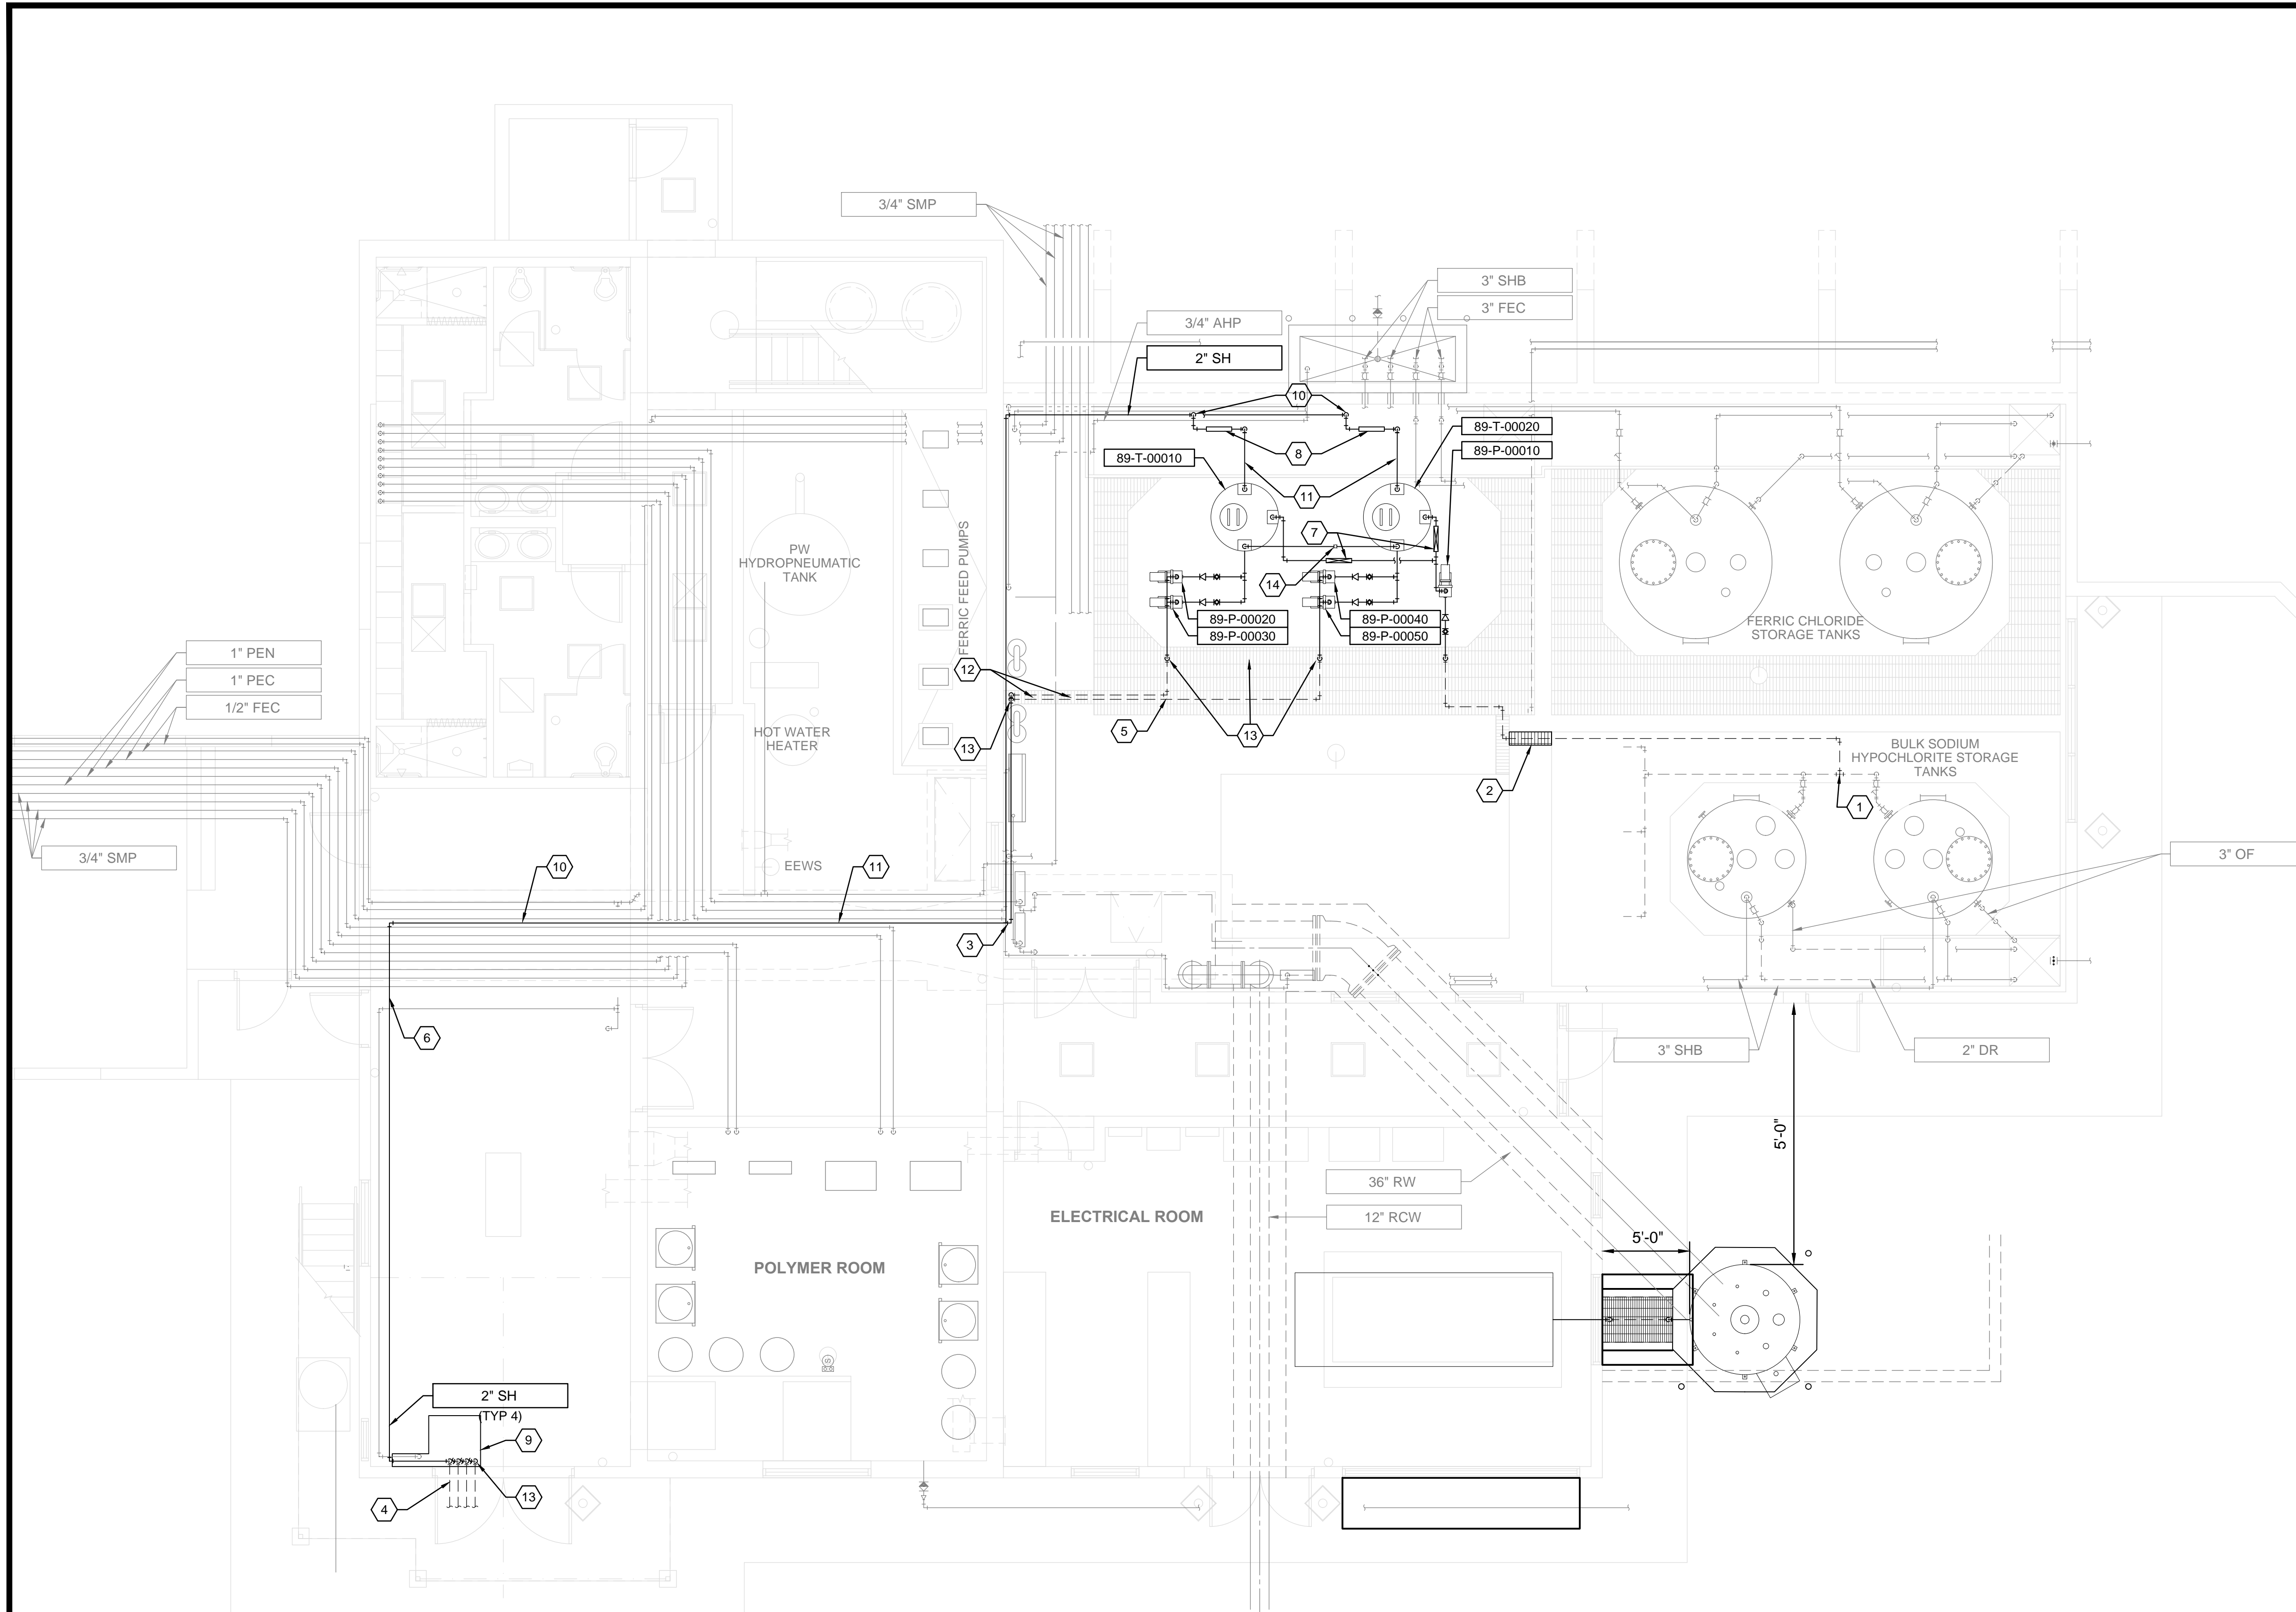 3/4" SMP
3" SHB
3" FEC
3/4" AHP
2" SH
10
89-T-00020
8
89-P-00010
89-T-00010
11
7
PW
HYDROPNEUMATIC
TANK
FERRIC FEED PUMPS
14
89-P-00020
89-P-00030
89-P-00040
89-P-00050
FERRIC CHLORIDE
STORAGE TANKS
1" PEN
1" PEC
1/2" FEC
12
5
13
13
HOT WATER
HEATER
BULK SODIUM
HYPOCHLORITE STORAGE
TANKS
2
1
3/4" SMP
10
EEWS
11
3" OF
3
6
3" SHB
2" DR
5'-0"
36" RW
12" RCW
ELECTRICAL ROOM
5'-0"
POLYMER ROOM
2" SH
(TYP 4)
9
S
4
13